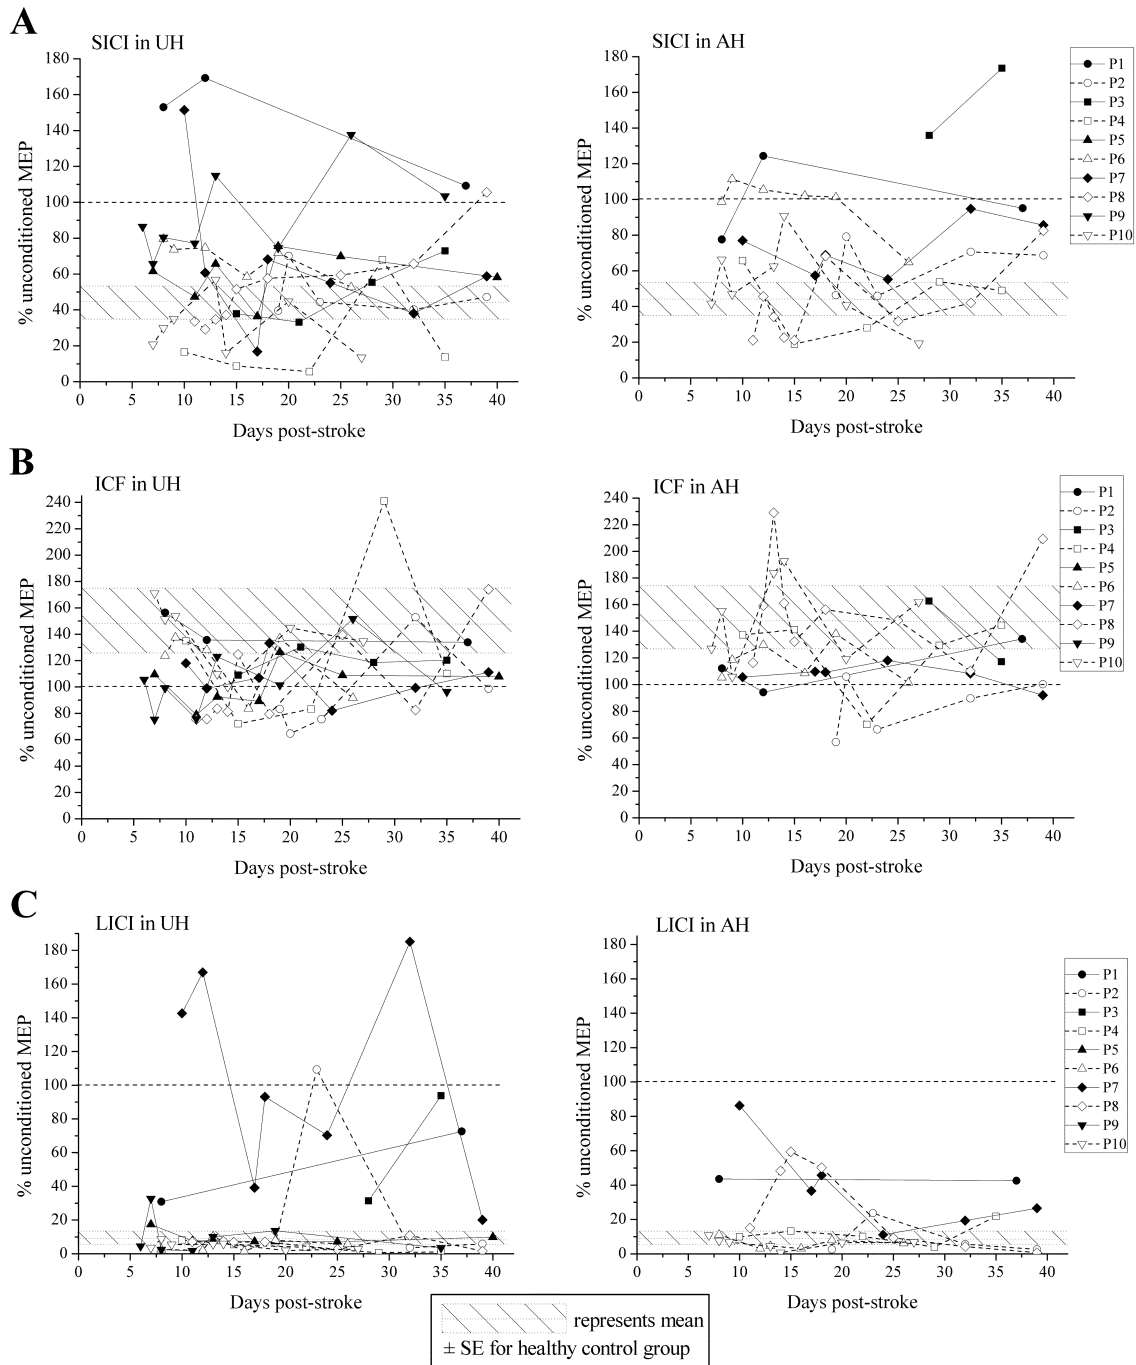 A
SICI in UH
% unconditioned MEP
180
160
140
120
100
80
60
40
20
0
0 5 10 15 20 25 30 35 40
Days post-stroke
SICI in AH
% unconditioned MEP
180
160
140
120
100
80
60
40
20
0
0 5 10 15 20 25 30 35 40
Days post-stroke
P1
P2
P3
P4
P5
P6
P7
P8
P9
P10
B
ICF in UH
% unconditioned MEP
240
220
200
180
160
140
120
100
80
60
40
20
0
0 5 10 15 20 25 30 35 40
Days post-stroke
ICF in AH
% unconditioned MEP
240
220
200
180
160
140
120
100
80
60
40
20
0
0 5 10 15 20 25 30 35 40
Days post-stroke
P1
P2
P3
P4
P5
P6
P7
P8
P9
P10
C
LICI in UH
% unconditioned MEP
180
160
140
120
100
80
60
40
20
0
0 5 10 15 20 25 30 35 40
Days post-stroke
LICI in AH
% unconditioned MEP
180
160
140
120
100
80
60
40
20
0
0 5 10 15 20 25 30 35 40
Days post-stroke
P1
P2
P3
P4
P5
P6
P7
P8
P9
P10
represents mean
± SE for healthy control group